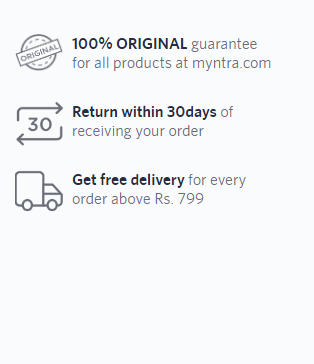 ORIGINAL
100% ORIGINAL guarantee
for all products at myntra.com
30
Return within 30days of
receiving your order
Get free delivery for every
order above Rs. 799